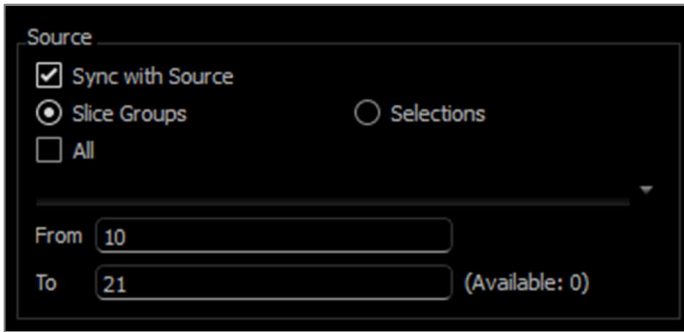 Source
Sync with Source
Slice Groups Selections
All
From 10
To 21 (Available: 0)